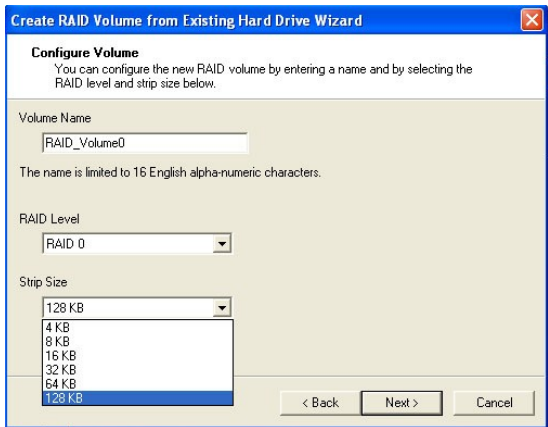 Create RAID Volume from Existing Hard Drive Wizard
Configure Volume
You can configure the new RAID volume by entering a name and by selecting the
RAID level and strip size below.
Volume Name
RAID_Volume0
The name is limited to 16 English alpha-numeric characters.
RAID Level
RAID 0
Strip Size
128 KB
4 KB
8 KB
16 KB
32 KB
64 KB
128 KB
< Back Next > Cancel